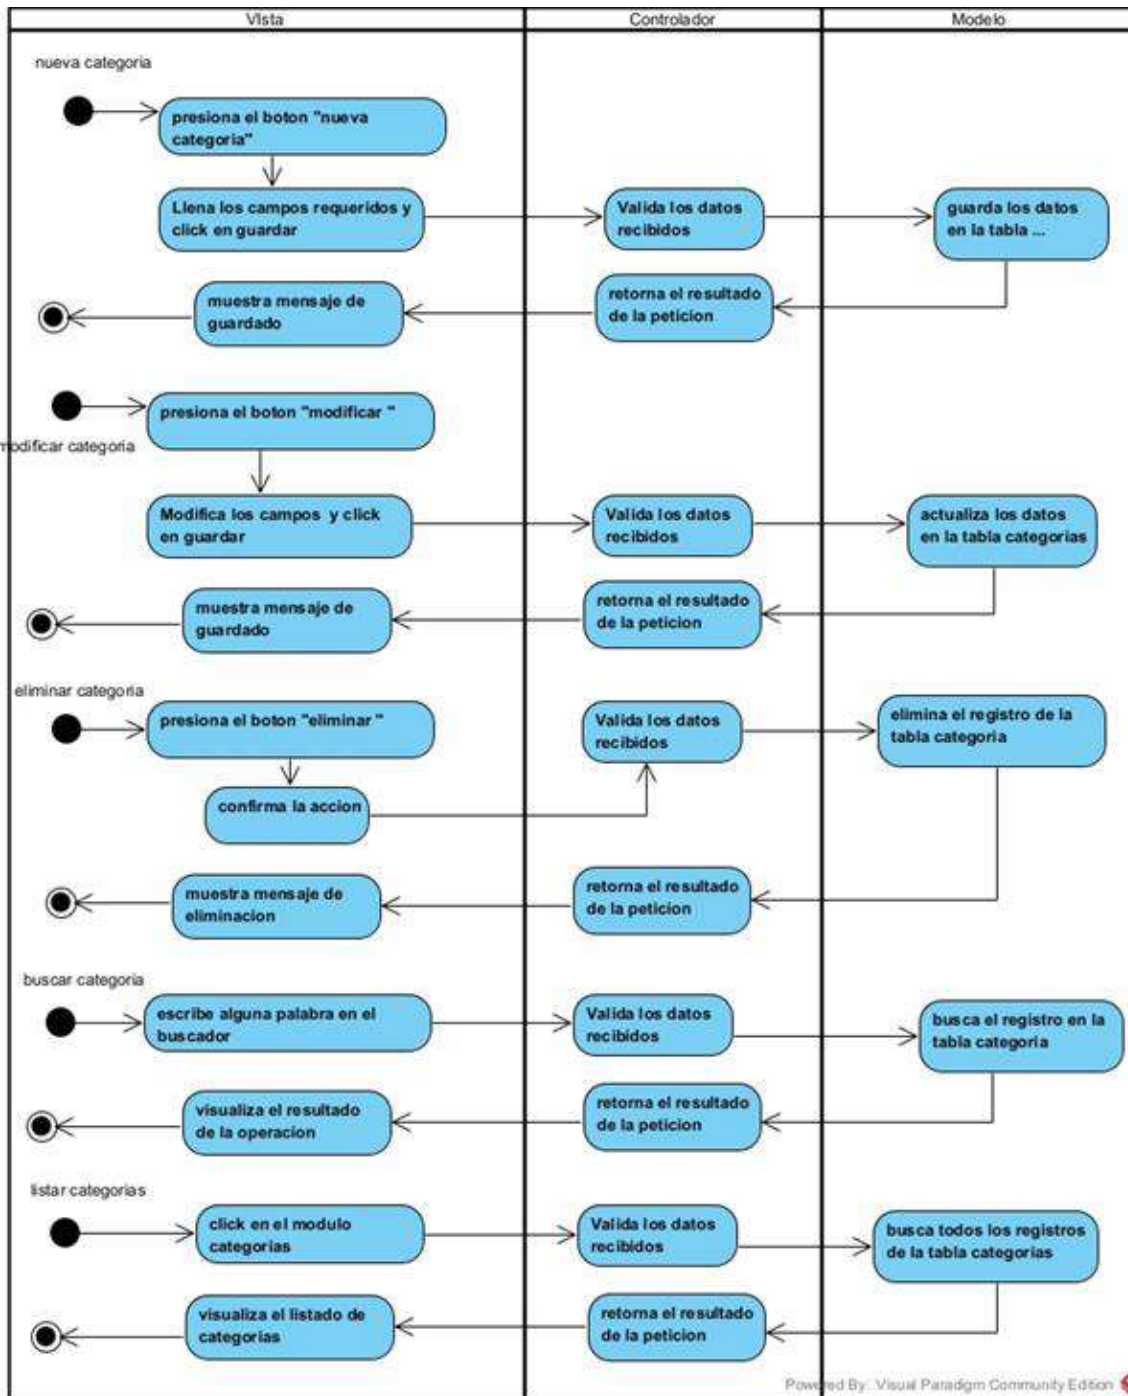 VIsta
Controlador
Modelo
nueva categoria
presiona el boton "nueva
categoria"
Llena los campos requeridos y
click en guardar
Valida los datos
recibidos
guarda los datos
en la tabla ...
muestra mensaje de
guardado
retorna el resultado
de la peticion
presiona el boton "modificar "
modificar categoria
Modifica los campos  y click
en guardar
Valida los datos
recibidos
actualiza los datos
en la tabla categorias
muestra mensaje de
guardado
retorna el resultado
de la peticion
eliminar categoria
presiona el boton "eliminar "
Valida los datos
recibidos
elimina el registro de la
tabla categoria
confirma la accion
muestra mensaje de
eliminacion
retorna el resultado
de la peticion
buscar categoria
escribe alguna palabra en el
buscador
Valida los datos
recibidos
busca el registro en la
tabla categoria
visualiza el resultado
de la operacion
retorna el resultado
de la peticion
listar categorias
click en el modulo
categorias
Valida los datos
recibidos
busca todos los registros
de la tabla categorias
visualiza el listado de
categorias
retorna el resultado
de la peticion
Powered By: Visual Paradigm Community Edition